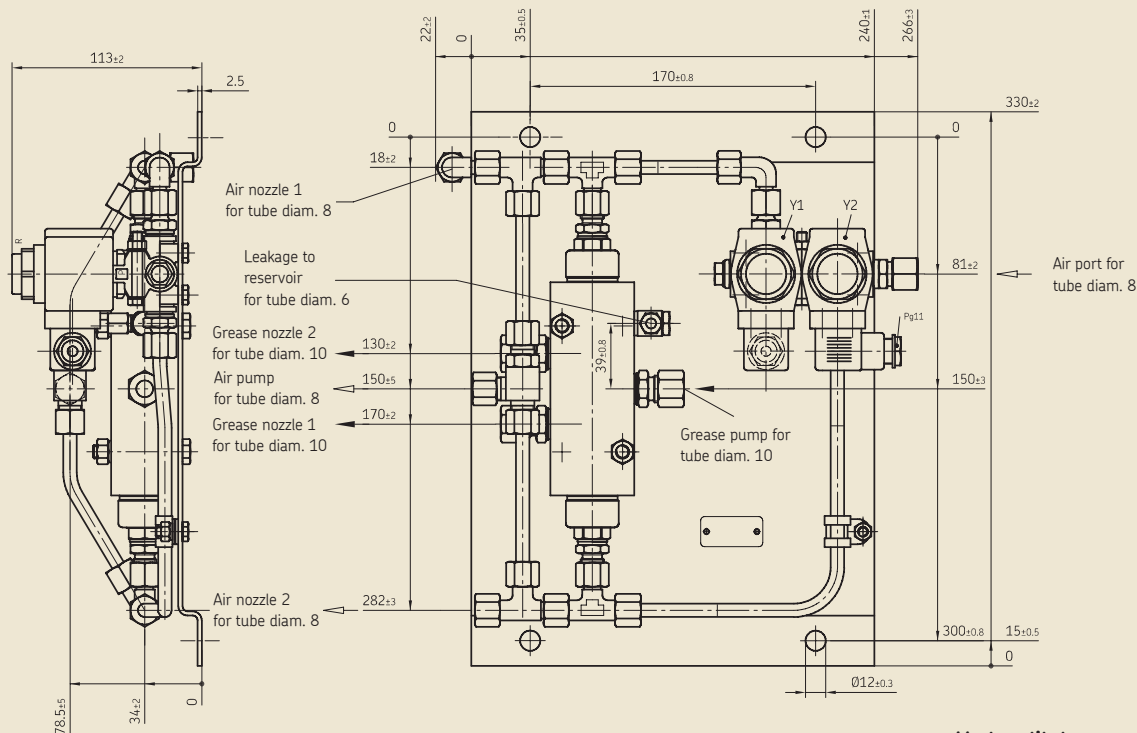 22±2
0
35±0.5
240±1
266±3
113±2
2.5
170±0.8
330±2
0
0
18±2
Air nozzle 1
for tube diam. 8
Y1
Y2
R
Leakage to
reservoir
for tube diam. 6
81±2
Air port for
tube diam. 8
Pg11
Grease nozzle 2
for tube diam. 10
130±2
39±0.8
Air pump
for tube diam. 8
150±5
150±3
Grease nozzle 1
for tube diam. 10
170±2
Grease pump for
tube diam. 10
Air nozzle 2
for tube diam. 8
282±3
300±0.8
15±0.5
0
Ø12±0.3
78.5±5
34±2
0